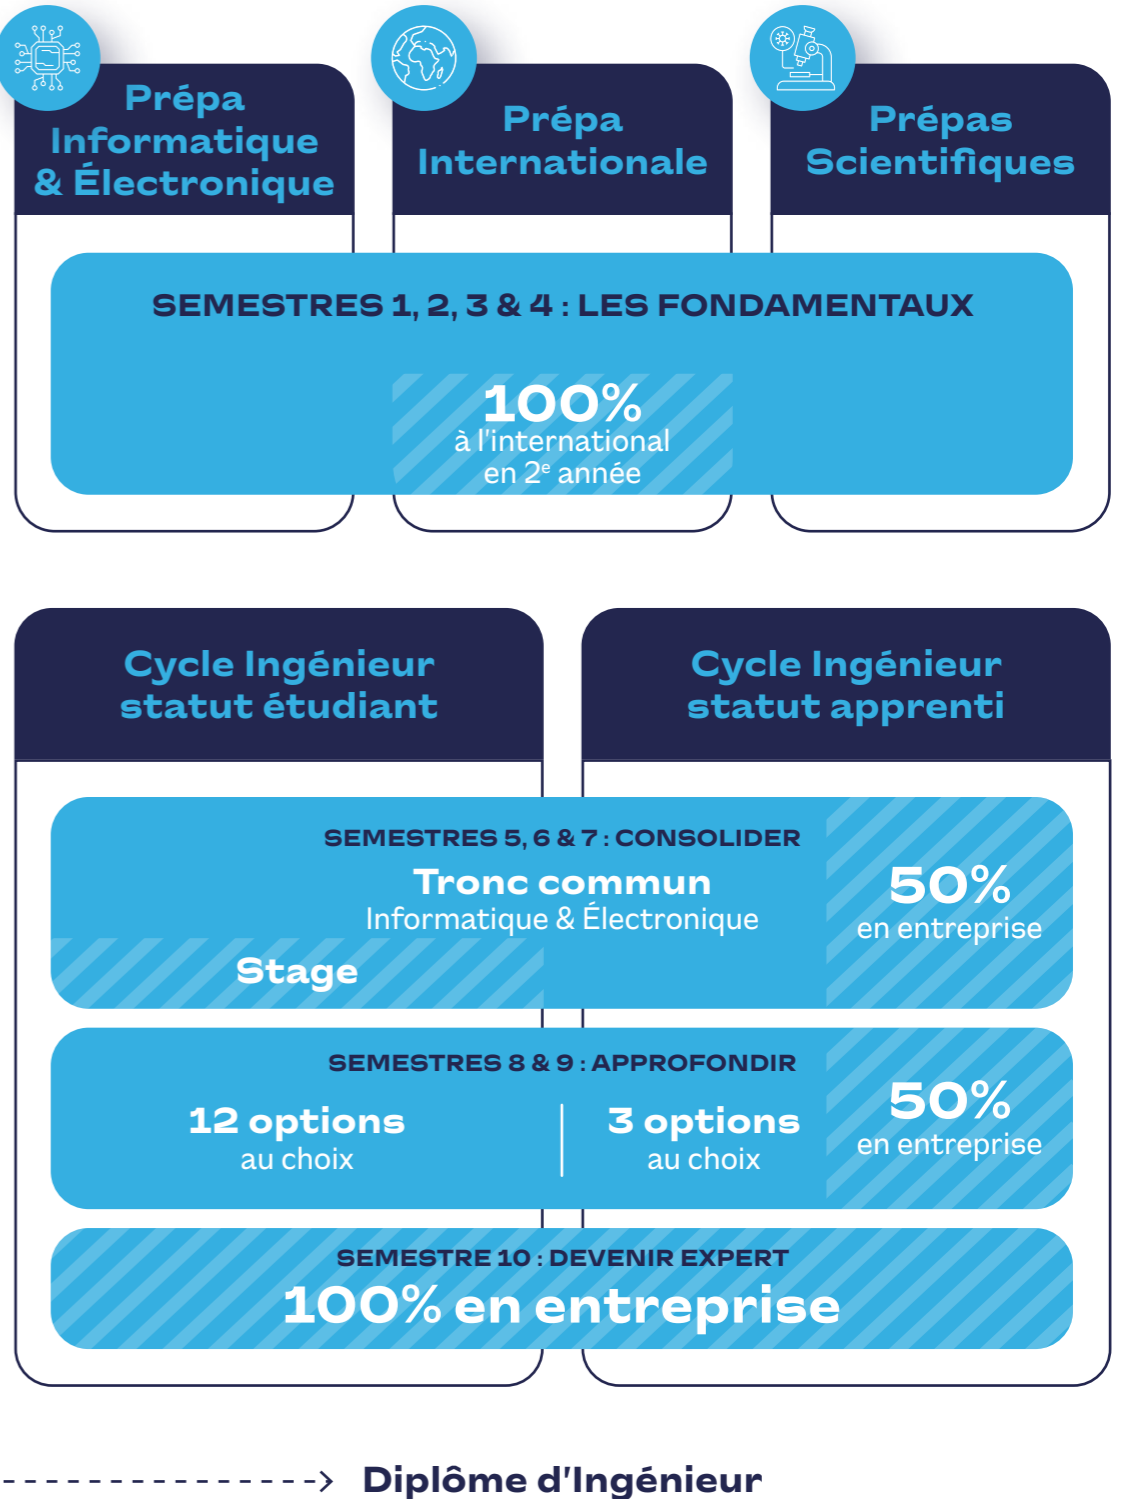 Prépa
Informatique
& Électronique
Prépa
Internationale
Prépas
Scientifiques
SEMESTRES 1, 2, 3 & 4 : LES FONDAMENTAUX
100%
à l'international
en 2e année
Cycle Ingénieur
statut étudiant
Cycle Ingénieur
statut apprenti
SEMESTRES 5, 6 & 7 : CONSOLIDER
Tronc commun
Informatique & Électronique
Stage
50%
en entreprise
SEMESTRES 8 & 9 : APPROFONDIR
12 options
au choix
3 options
au choix
50%
en entreprise
SEMESTRE 10 : DEVENIR EXPERT
100% en entreprise
Diplôme d'Ingénieur